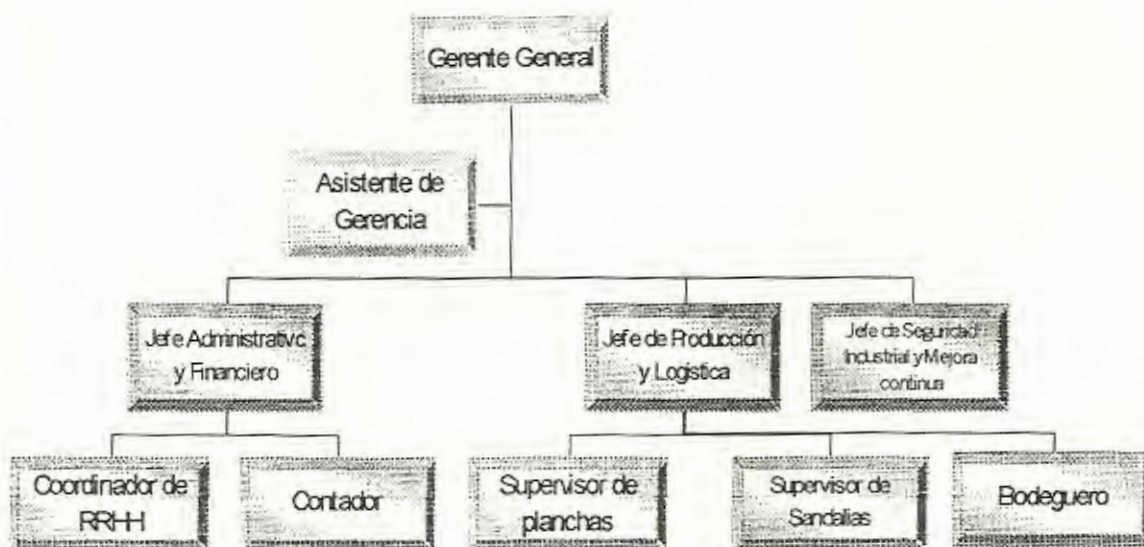 Gerente General
Asistente de
Gerencia
Jefe Administrativo
y Financiero
Jefe de Producción
y Logística
Jefe de Seguridad
Industrial y Mejora
continua
Coordinador de
RRHH
Contador
Supervisor de
planchas
Supervisor de
Sandalias
Bodeguero